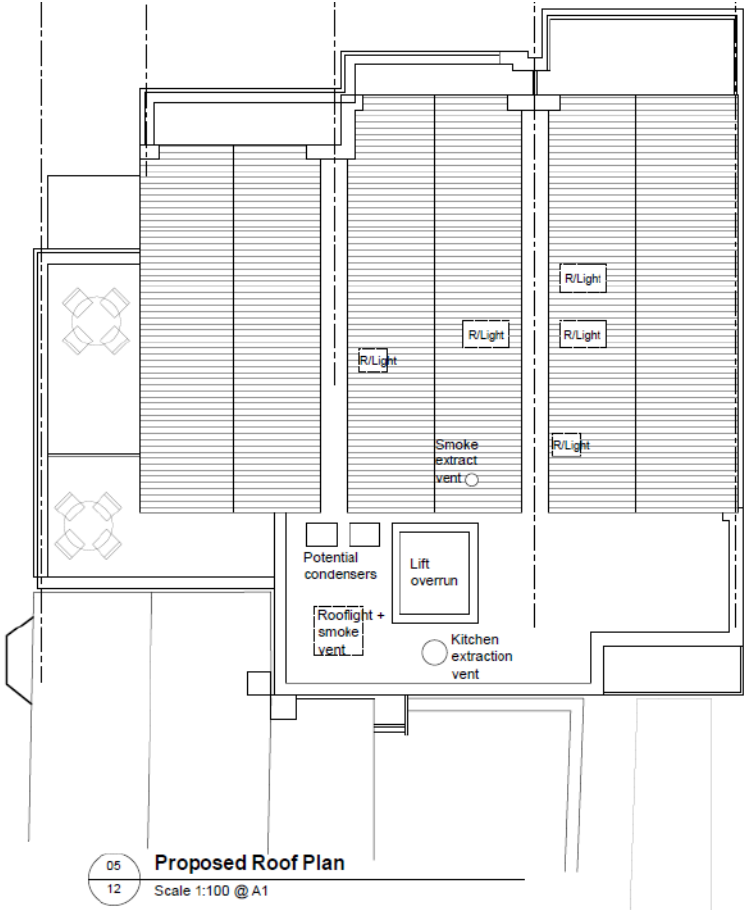 R/Light
R/Light
R/Light
R/Light
R/Light
Smoke
extract
vent
Potential
condensers
Lift
overrun
Rooflight +
smoke
vent
Kitchen
extraction
vent
05
12
Proposed Roof Plan
Scale 1:100 @ A1